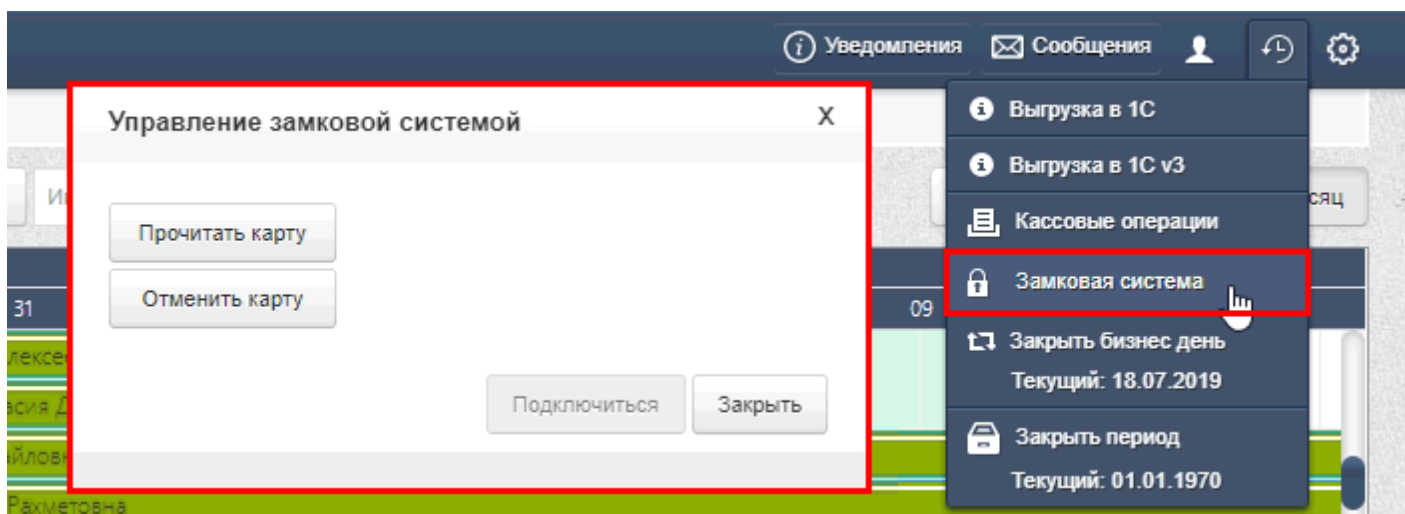 Уведомления
Сообщения
Управление замковой системой
X
Прочитать карту
Отменить карту
Подключиться
Закрыть
Выгрузка в 1С
Выгрузка в 1С v3
Кассовые операции
Замковая система
Закрыть бизнес день
Текущий: 18.07.2019
Закрыть период
Текущий: 01.01.1970
31
09
Рахметовна